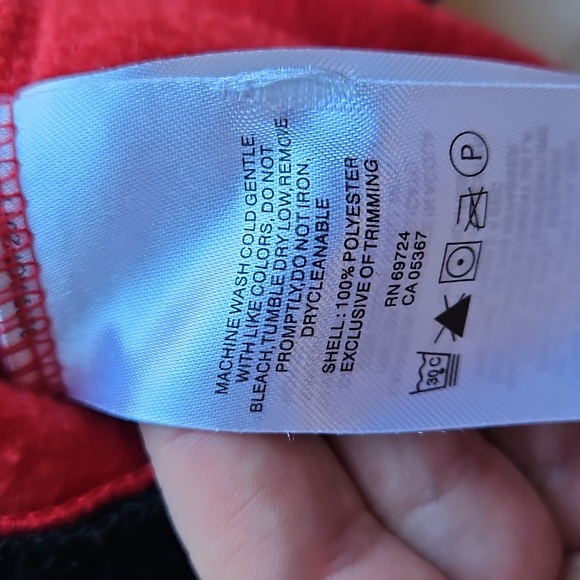 MACHINE WASH COLD GENTLE
WITH LIKE COLORS, DO NOT
BLEACH, TUMBLE DRY LOW, REMOVE
PROMPTLY, DO NOT IRON,
DRYCLEANABLE
SHELL : 100% POLYESTER
EXCLUSIVE OF TRIMMING
RN 69724
CA 05367
30 C
P